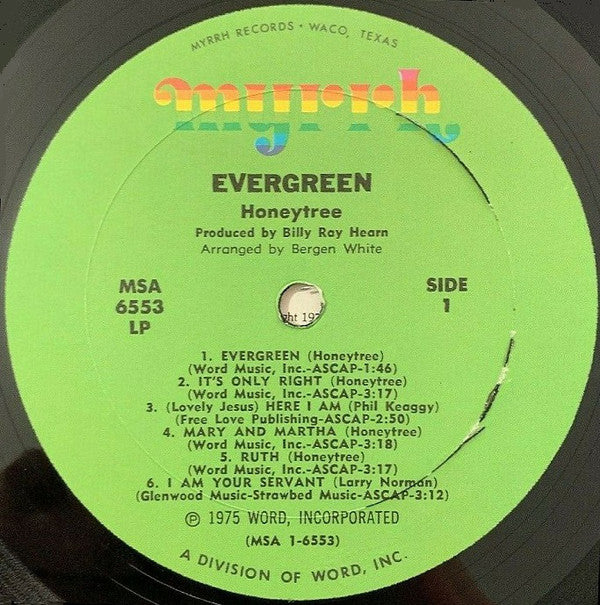 MYRRH RECORDS • WACO, TEXAS
myrrh
EVERGREEN
Honeytree
Produced by Billy Ray Hearn
Arranged by Bergen White
MSA
6553
LP
SIDE
1
1. EVERGREEN (Honeytree)
(Word Music, Inc.-ASCAP-1:46)
2. IT'S ONLY RIGHT (Honeytree)
(Word Music, Inc.-ASCAP-3:17)
3. (Lovely Jesus) HERE I AM (Phil Keaggy)
(Free Love Publishing-ASCAP-2:50)
4. MARY AND MARTHA (Honeytree)
(Word Music, Inc.-ASCAP-3:18)
5. RUTH (Honeytree)
(Word Music, Inc.-ASCAP-3:17)
6. I AM YOUR SERVANT (Larry Norman)
(Glenwood Music-Strawbed Music-ASCAP-3:12)
℗ 1975 WORD, INCORPORATED
(MSA 1-6553)
A DIVISION OF WORD, INC.